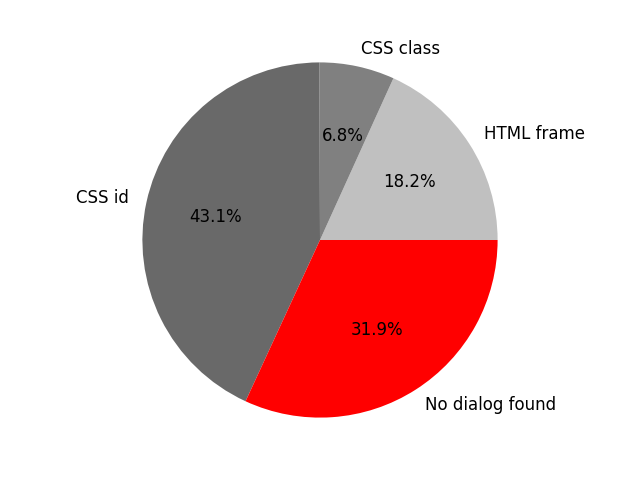 CSS class
6.8%
HTML frame
18.2%
CSS id
43.1%
31.9%
No dialog found